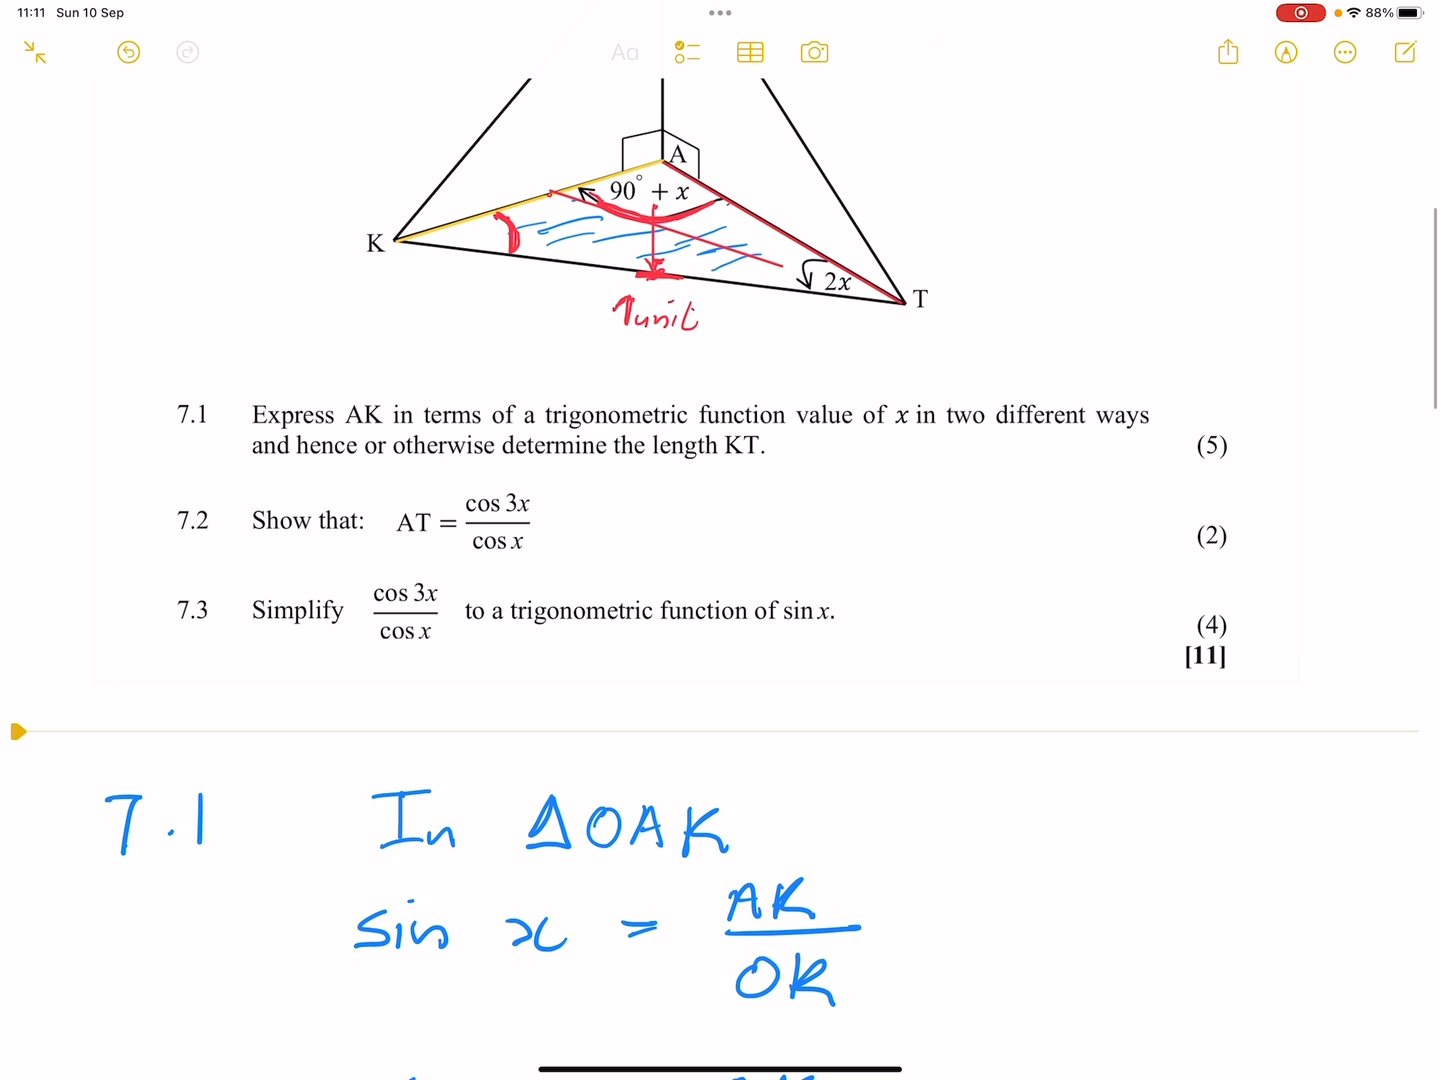 11:11 Sun 10 Sep
88%
Aa
A
90° + x
K
2x
T
1unit
7.1 Express AK in terms of a trigonometric function value of x in two different ways
and hence or otherwise determine the length KT. (5)
7.2 Show that: AT = cos 3x / cos x (2)
7.3 Simplify cos 3x / cos x to a trigonometric function of sin x. (4)
[11]
7.1 In ΔOAK
sin x = AK / OK